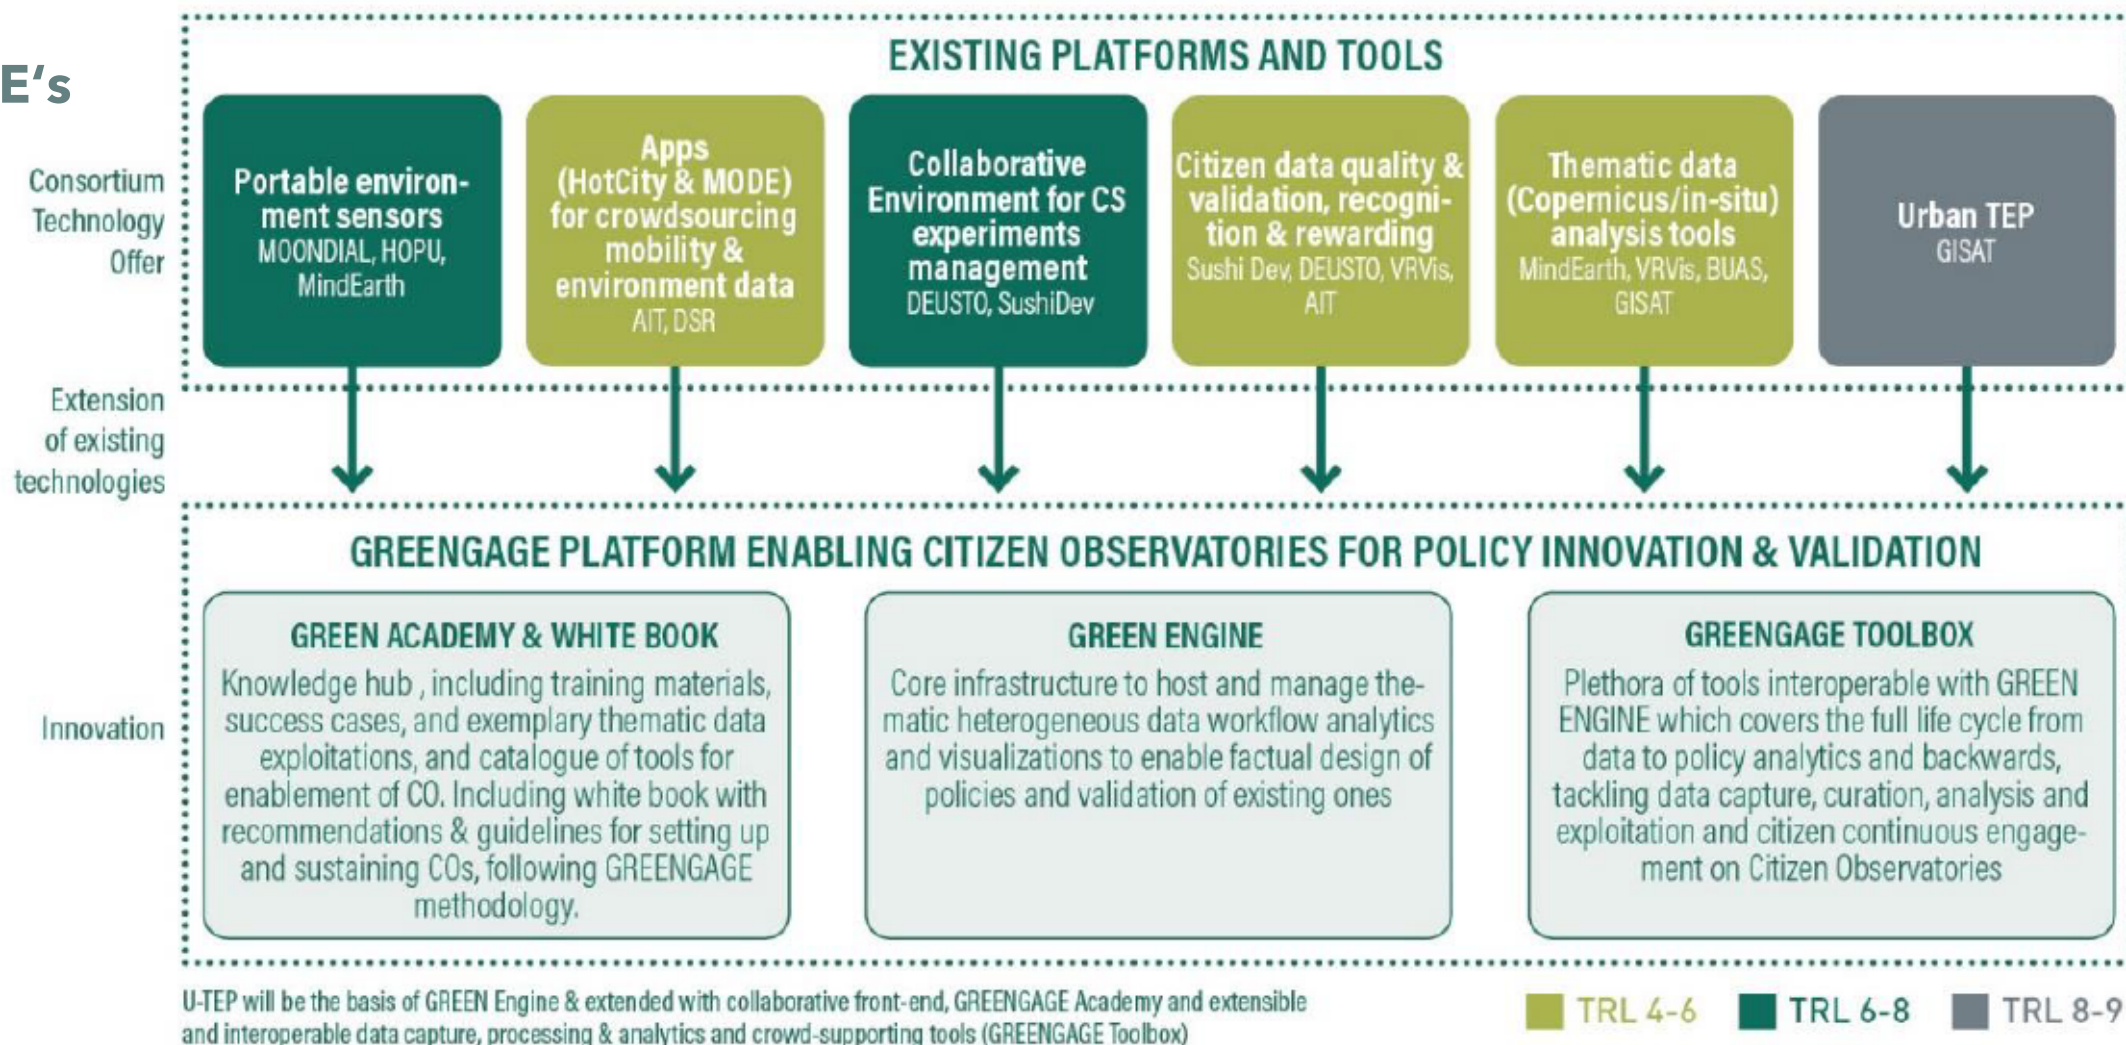 E's
EXISTING PLATFORMS AND TOOLS
Consortium
Technology
Offer
Portable environ-
ment sensors
MOONDIAL, HOPU,
MindEarth
Apps
(HotCity & MODE)
for crowdsourcing
mobility &
environment data
AIT, DSR
Collaborative
Environment for CS
experiments
management
DEUSTO, SushiDev
Citizen data quality &
validation, recogni-
tion & rewarding
Sushi Dev, DEUSTO, VRVis,
AIT
Thematic data
(Copernicus/in-situ)
analysis tools
MindEarth, VRVis, BUAS,
GISAT
Urban TEP
GISAT
Extension
of existing
technologies
GREENGAGE PLATFORM ENABLING CITIZEN OBSERVATORIES FOR POLICY INNOVATION & VALIDATION
Innovation
GREEN ACADEMY & WHITE BOOK
Knowledge hub , including training materials,
success cases, and exemplary thematic data
exploitations, and catalogue of tools for
enablement of CO. Including white book with
recommendations & guidelines for setting up
and sustaining COs, following GREENGAGE
methodology.
GREEN ENGINE
Core infrastructure to host and manage the-
matic heterogeneous data workflow analytics
and visualizations to enable factual design of
policies and validation of existing ones
GREENGAGE TOOLBOX
Plethora of tools interoperable with GREEN
ENGINE which covers the full life cycle from
data to policy analytics and backwards,
tackling data capture, curation, analysis and
exploitation and citizen continuous engage-
ment on Citizen Observatories
U-TEP will be the basis of GREEN Engine & extended with collaborative front-end, GREENGAGE Academy and extensible
and interoperable data capture, processing & analytics and crowd-supporting tools (GREENGAGE Toolbox)
TRL 4-6
TRL 6-8
TRL 8-9